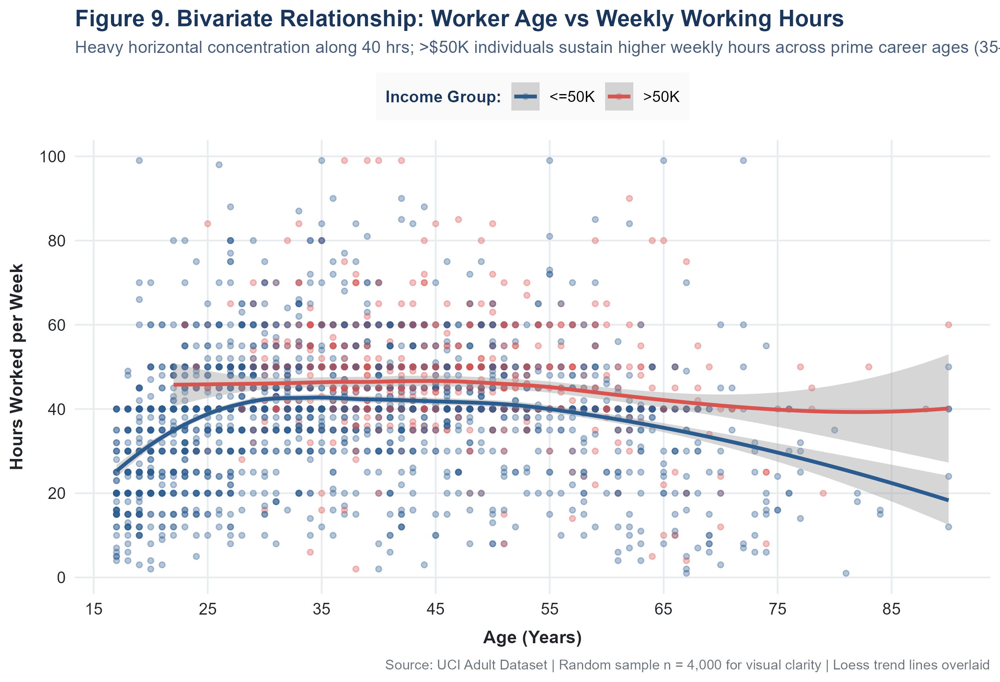 Figure 9. Bivariate Relationship: Worker Age vs Weekly Working Hours
Heavy horizontal concentration along 40 hrs; >$50K individuals sustain higher weekly hours across prime career ages (35-
Income Group: <=50K >50K
Hours Worked per Week
100
80
60
40
20
0
15 25 35 45 55 65 75 85
Age (Years)
Source: UCI Adult Dataset | Random sample n = 4,000 for visual clarity | Loess trend lines overlaid